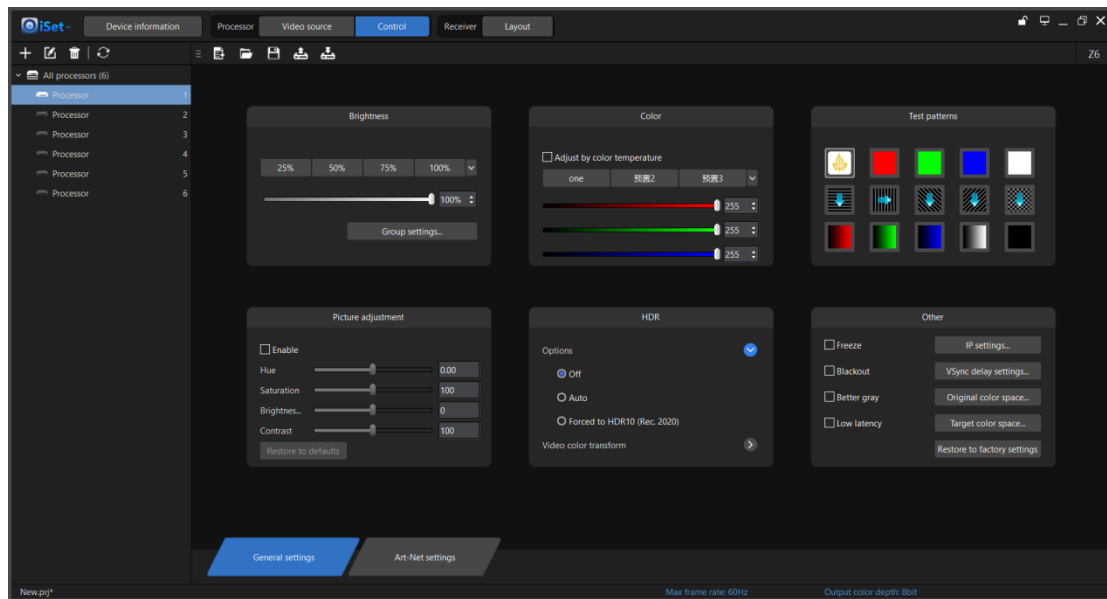 iSet
Device information
Processor
Video source
Control
Receiver
Layout
Z6
All processors (6)
Processor 1
Processor 2
Processor 3
Processor 4
Processor 5
Processor 6
Brightness
25% 50% 75% 100%
100%
Group settings...
Color
Adjust by color temperature
one 预置2 预置3
255
255
255
Test patterns
Picture adjustment
Enable
Hue 0.00
Saturation 100
Brightnes... 0
Contrast 100
Restore to defaults
HDR
Options
Off
Auto
Forced to HDR10 (Rec. 2020)
Video color transform
Other
Freeze IP settings...
Blackout VSync delay settings...
Better gray Original color space...
Low latency Target color space...
Restore to factory settings
General settings
Art-Net settings
New.prj*
Max frame rate: 60Hz
Output color depth: 8bit